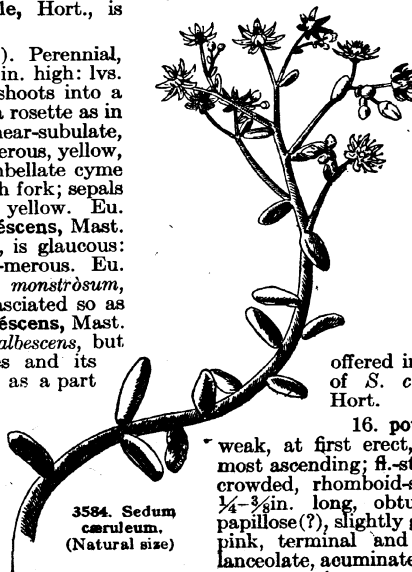 le, Hort., is
). Perennial,
in. high: lvs.
shoots into a
rosette as in
near-subulate,
erous, yellow,
nbellate cyme
h fork; sepals
yellow. Eu.
éscens, Mast.
, is glaucous:
-merous. Eu.
monstròsum,
asciated so as
éscens, Mast.
albescens, but
es and its
as a part
3584. Sedum
cæruleum.
(Natural size)
offered in
of S. c
Hort.
16. po
weak, at first erect,
most ascending; fl.-st
crowded, rhomboid-
¼-⅜in. long, obtu
papillose(?), slightly g
pink, terminal and
lanceolate, acuminate